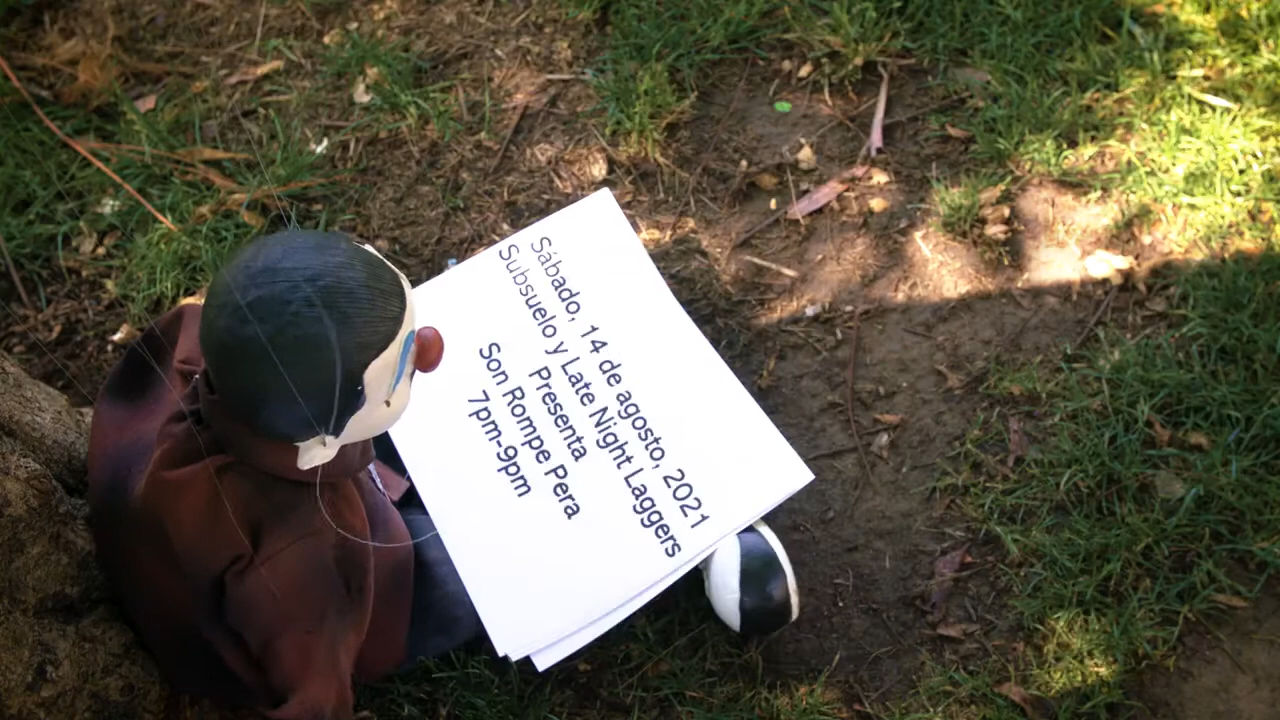 Sábado, 14 de agosto, 2021
Subsuelo y Late Night Laggers
Presenta
Son Rompe Pera
7pm-9pm